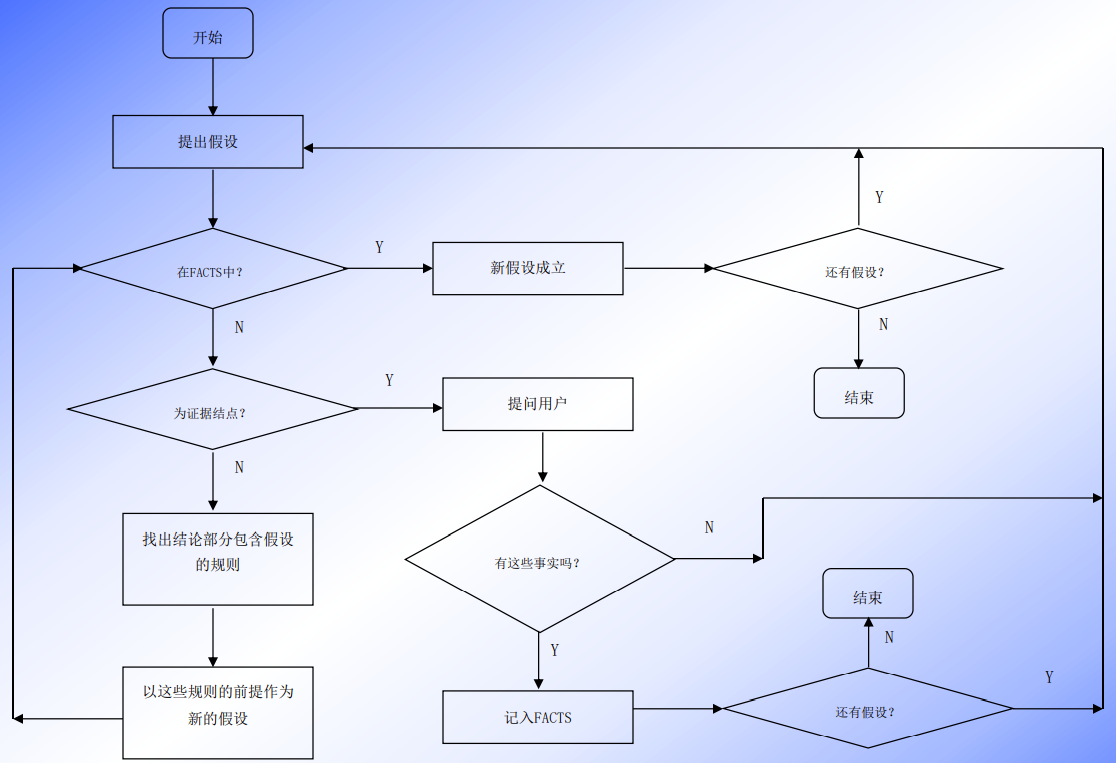 开始
提出假设
Y
在FACTS中?
Y
新假设成立
还有假设?
N
N
Y
为证据结点?
提问用户
结束
N
找出结论部分包含假设
的规则
N
有这些事实吗?
结束
N
Y
Y
以这些规则的前提作为
新的假设
记入FACTS
还有假设?